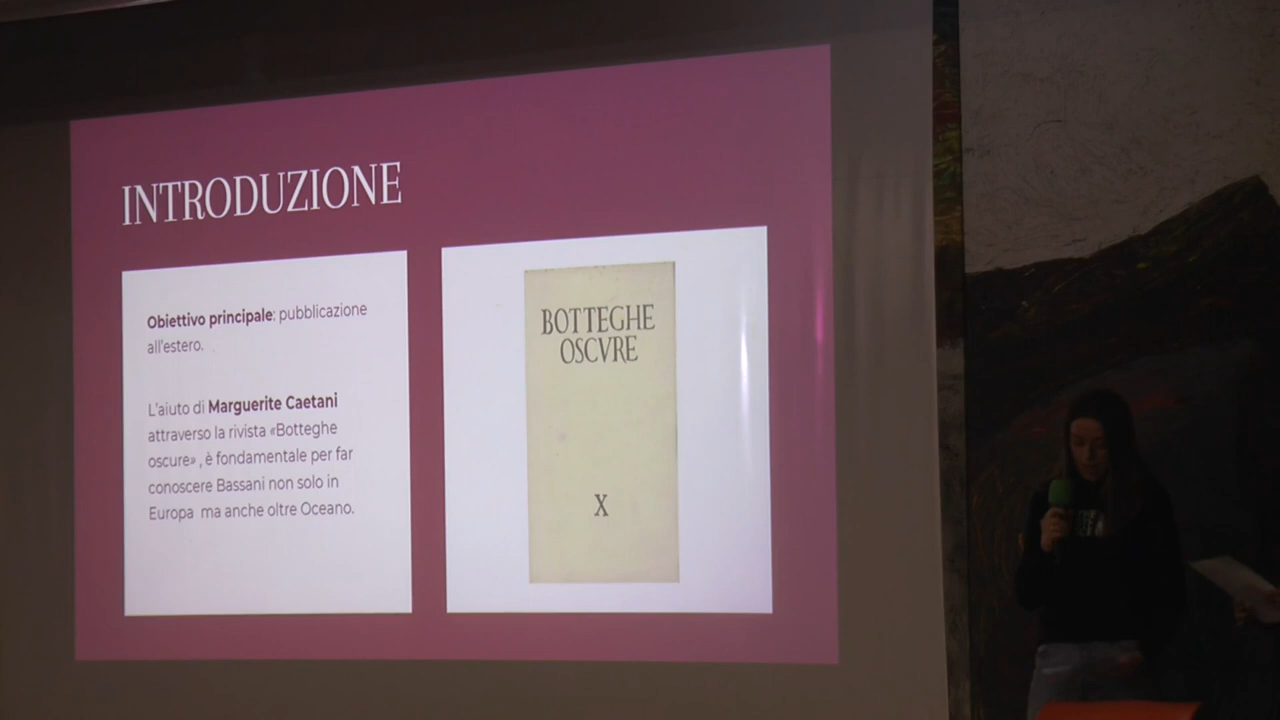 INTRODUZIONE
Obiettivo principale: pubblicazione
all'estero.
L'aiuto di Marguerite Caetani
attraverso la rivista «Botteghe
oscure» , è fondamentale per far
conoscere Bassani non solo in
Europa ma anche oltre Oceano.
BOTTEGHE
OSCVRE
X